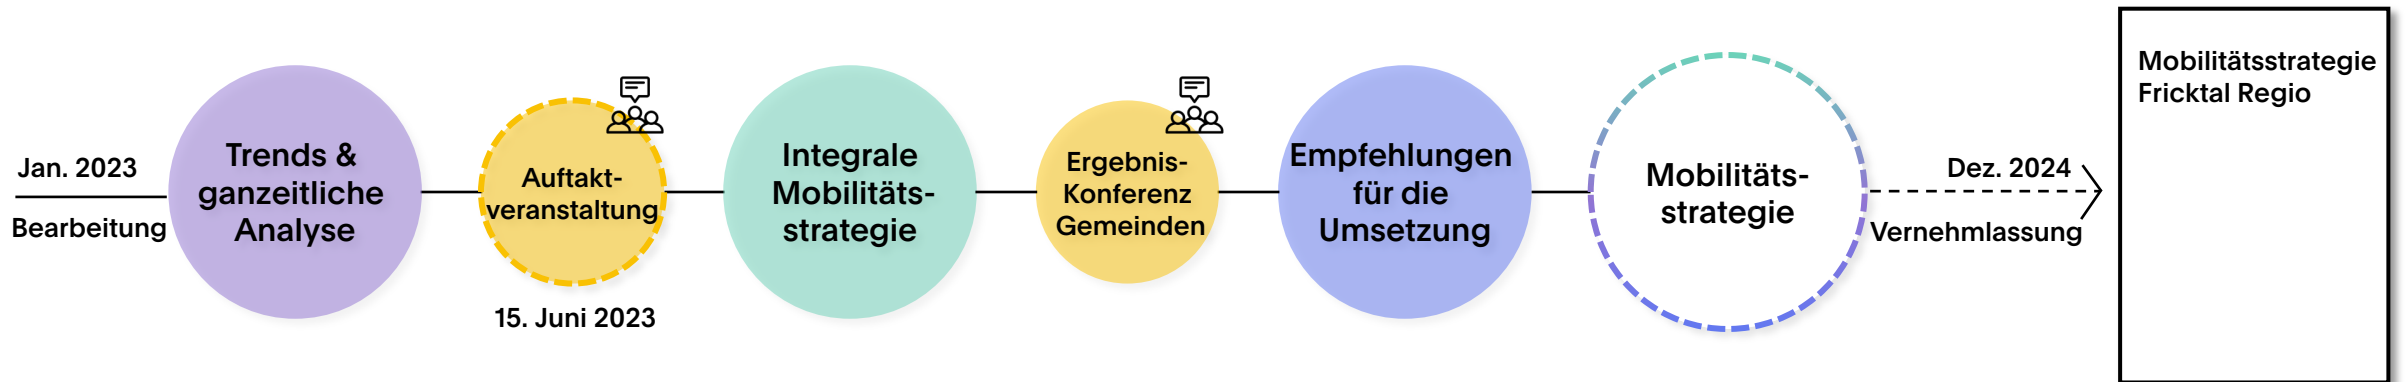 Jan. 2023
Bearbeitung
Trends &
ganzeitliche
Analyse
Auftakt-
veranstaltung
15. Juni 2023
Integrale
Mobilitäts-
strategie
Ergebnis-
Konferenz
Gemeinden
Empfehlungen
für die
Umsetzung
Mobilitäts-
strategie
Dez. 2024
Vernehmlassung
Mobilitätsstrategie
Fricktal Regio